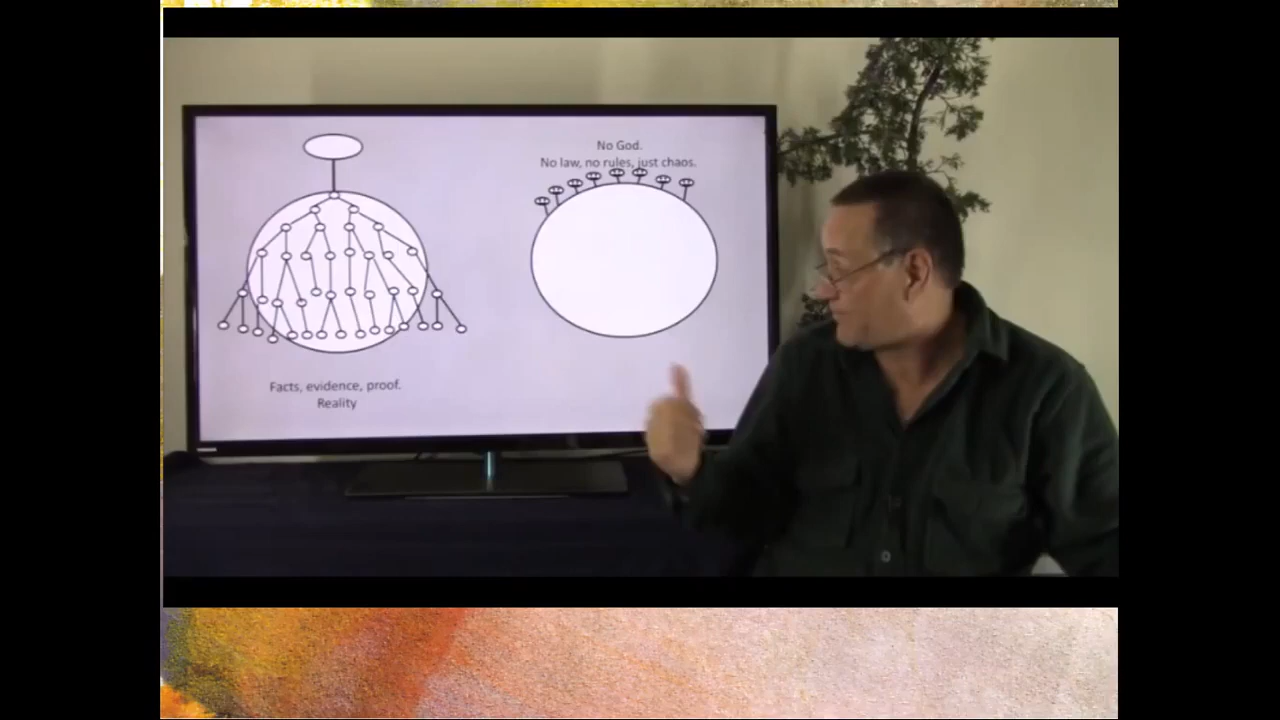 No God.
No law, no rules, just chaos.
Facts, evidence, proof.
Reality